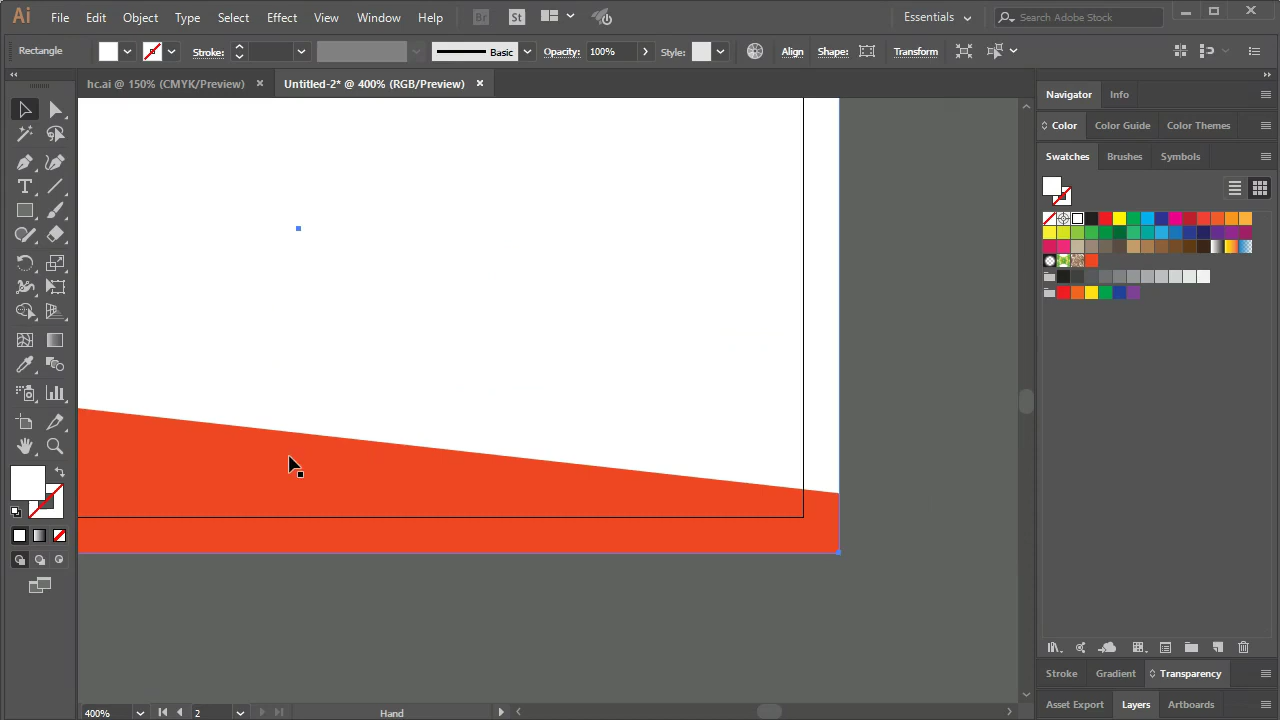 Ai File Edit Object Type Select Effect View Window Help Br St Essentials Search Adobe Stock
Rectangle Stroke: Basic Opacity: 100% Style: Align Shape: Transform
hc.ai @ 150% (CMYK/Preview) Untitled-2* @ 400% (RGB/Preview)
Navigator Info
Color Color Guide Color Themes
Swatches Brushes Symbols
Stroke Gradient Transparency
Asset Export Layers Artboards
400% 2 Hand